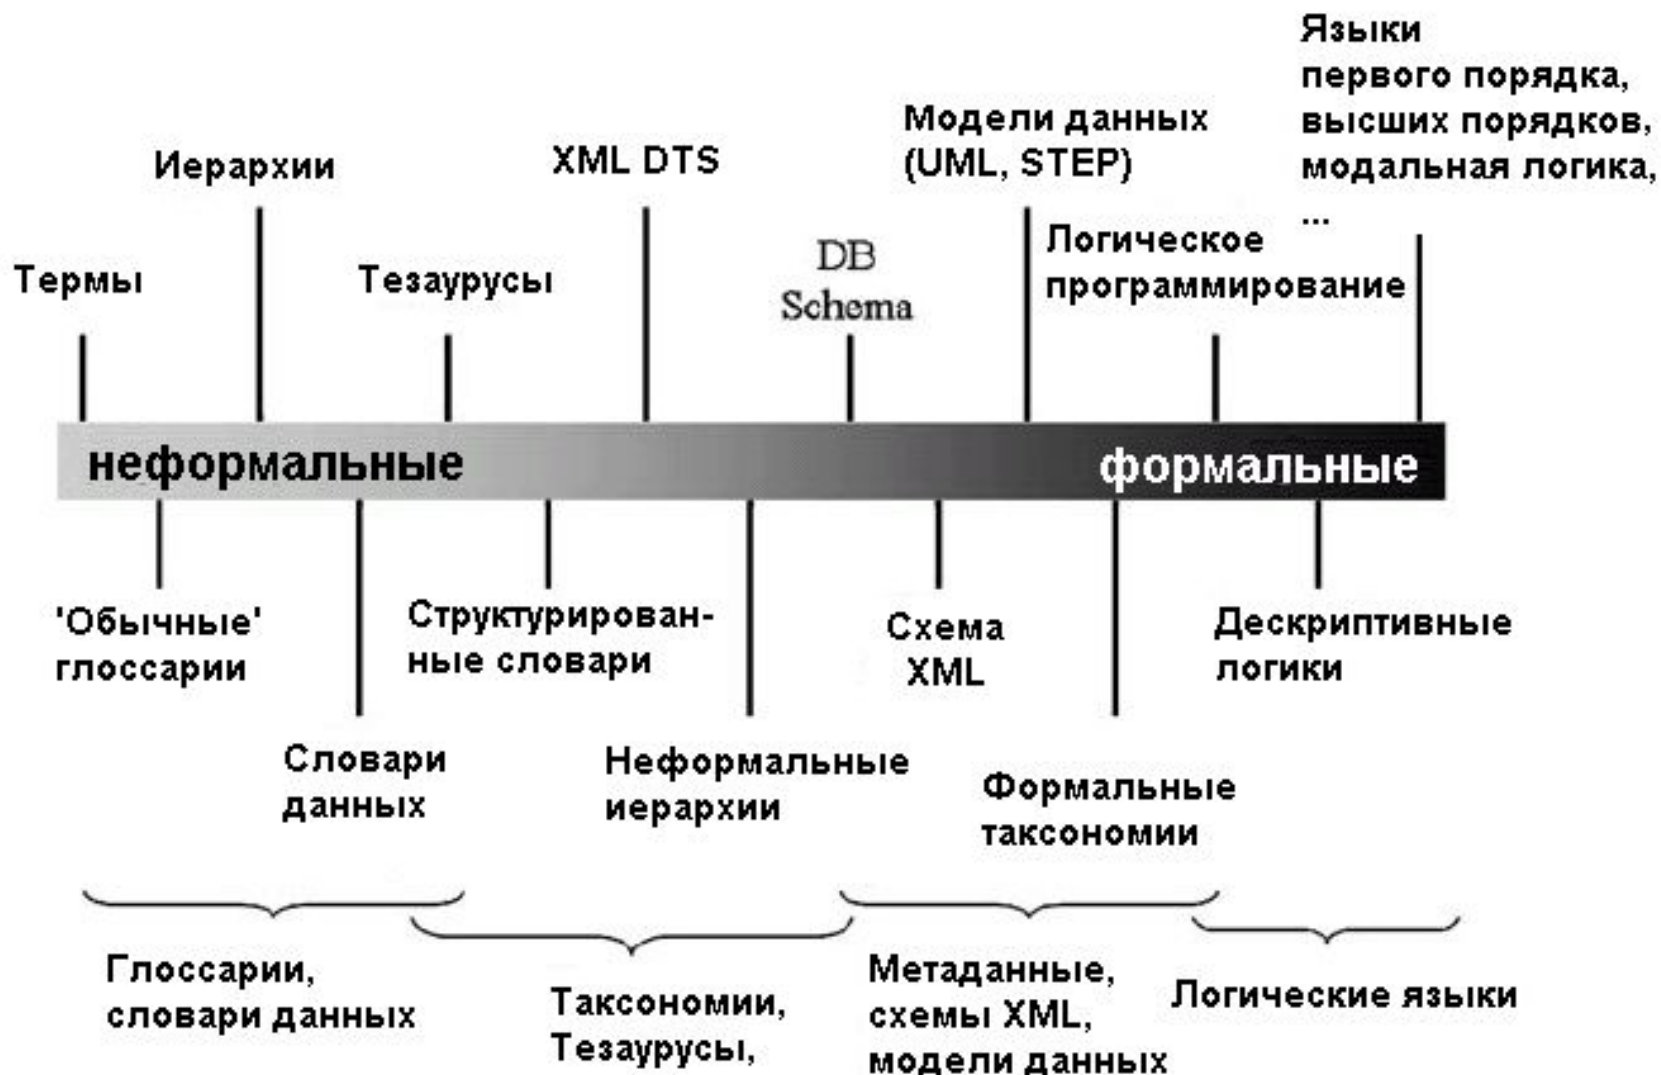 Языки
первого порядка,
высших порядков,
модальная логика,
...
Модели данных
(UML, STEP)
Иерархии
XML DTS
Логическое
программирование
DB
Schema
Термы
Тезаурусы
неформальные
формальные
'Обычные'
глоссарии
Структурирован-
ные словари
Схема
XML
Дескриптивные
логики
Словари
данных
Неформальные
иерархии
Формальные
таксономии
Глоссарии,
словари данных
Таксономии,
Тезаурусы,
Метаданные,
схемы XML,
модели данных
Логические языки